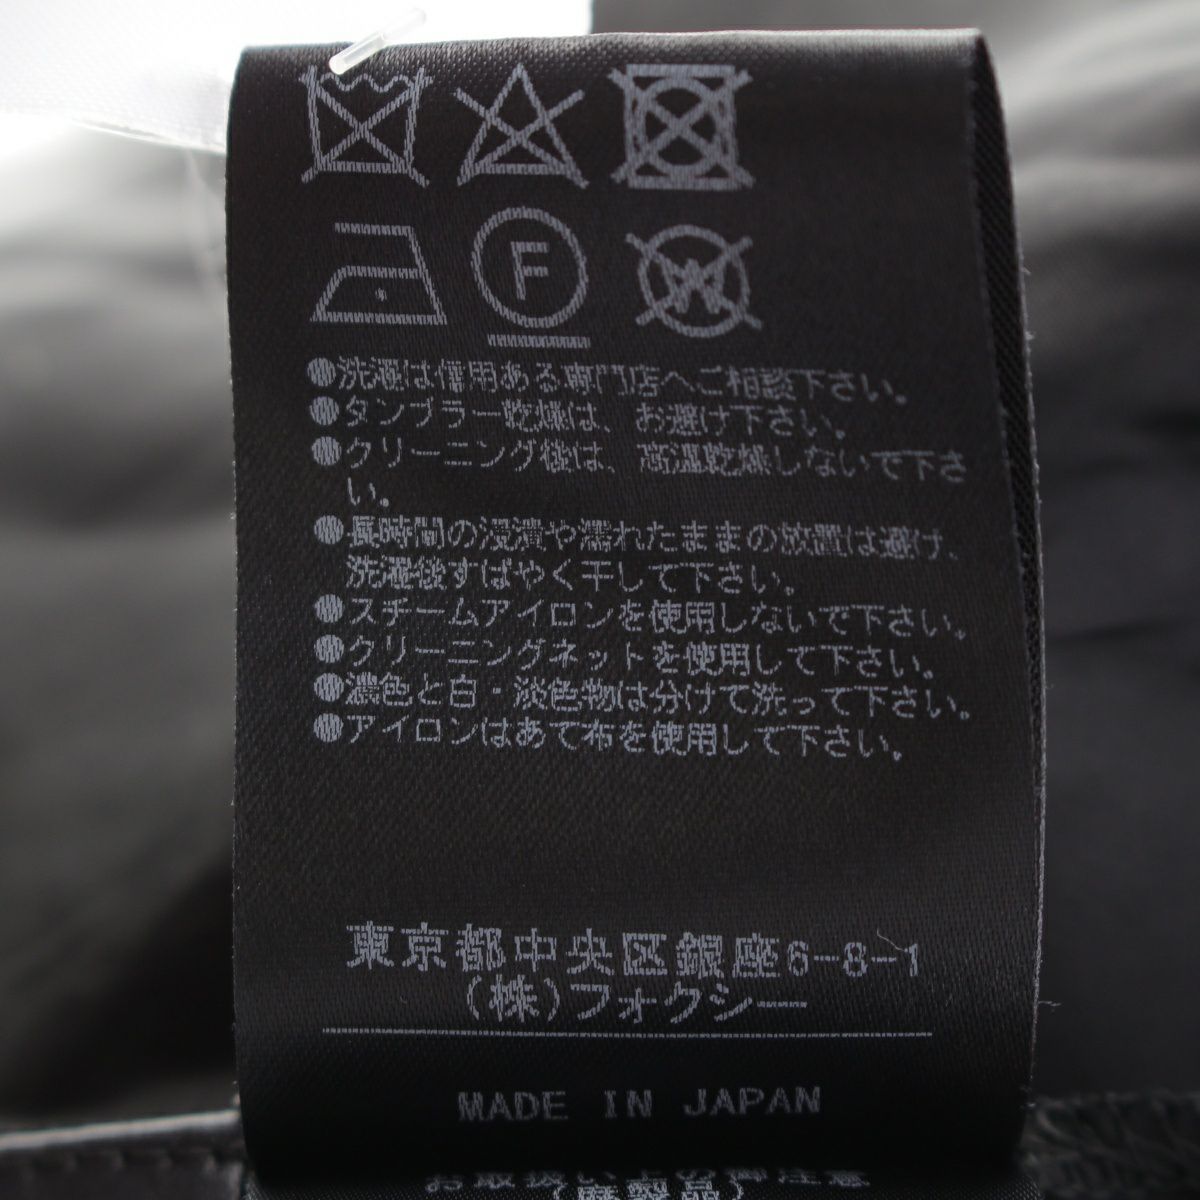 F
W
●洗濯は信用ある専門店へご相談下さい。
●タンブラー乾燥は、お避け下さい。
●クリーニング後は、高温乾燥しないで下さ
い。
●長時間の浸漬や濡れたままの放置は避け、
洗濯後すばやく干して下さい。
●スチームアイロンを使用しないで下さい。
●クリーニングネットを使用して下さい。
●濃色と白・淡色物は分けて洗って下さい。
●アイロンはあて布を使用して下さい。
東京都中央区銀座6-8-1
(株)フォクシー
MADE IN JAPAN